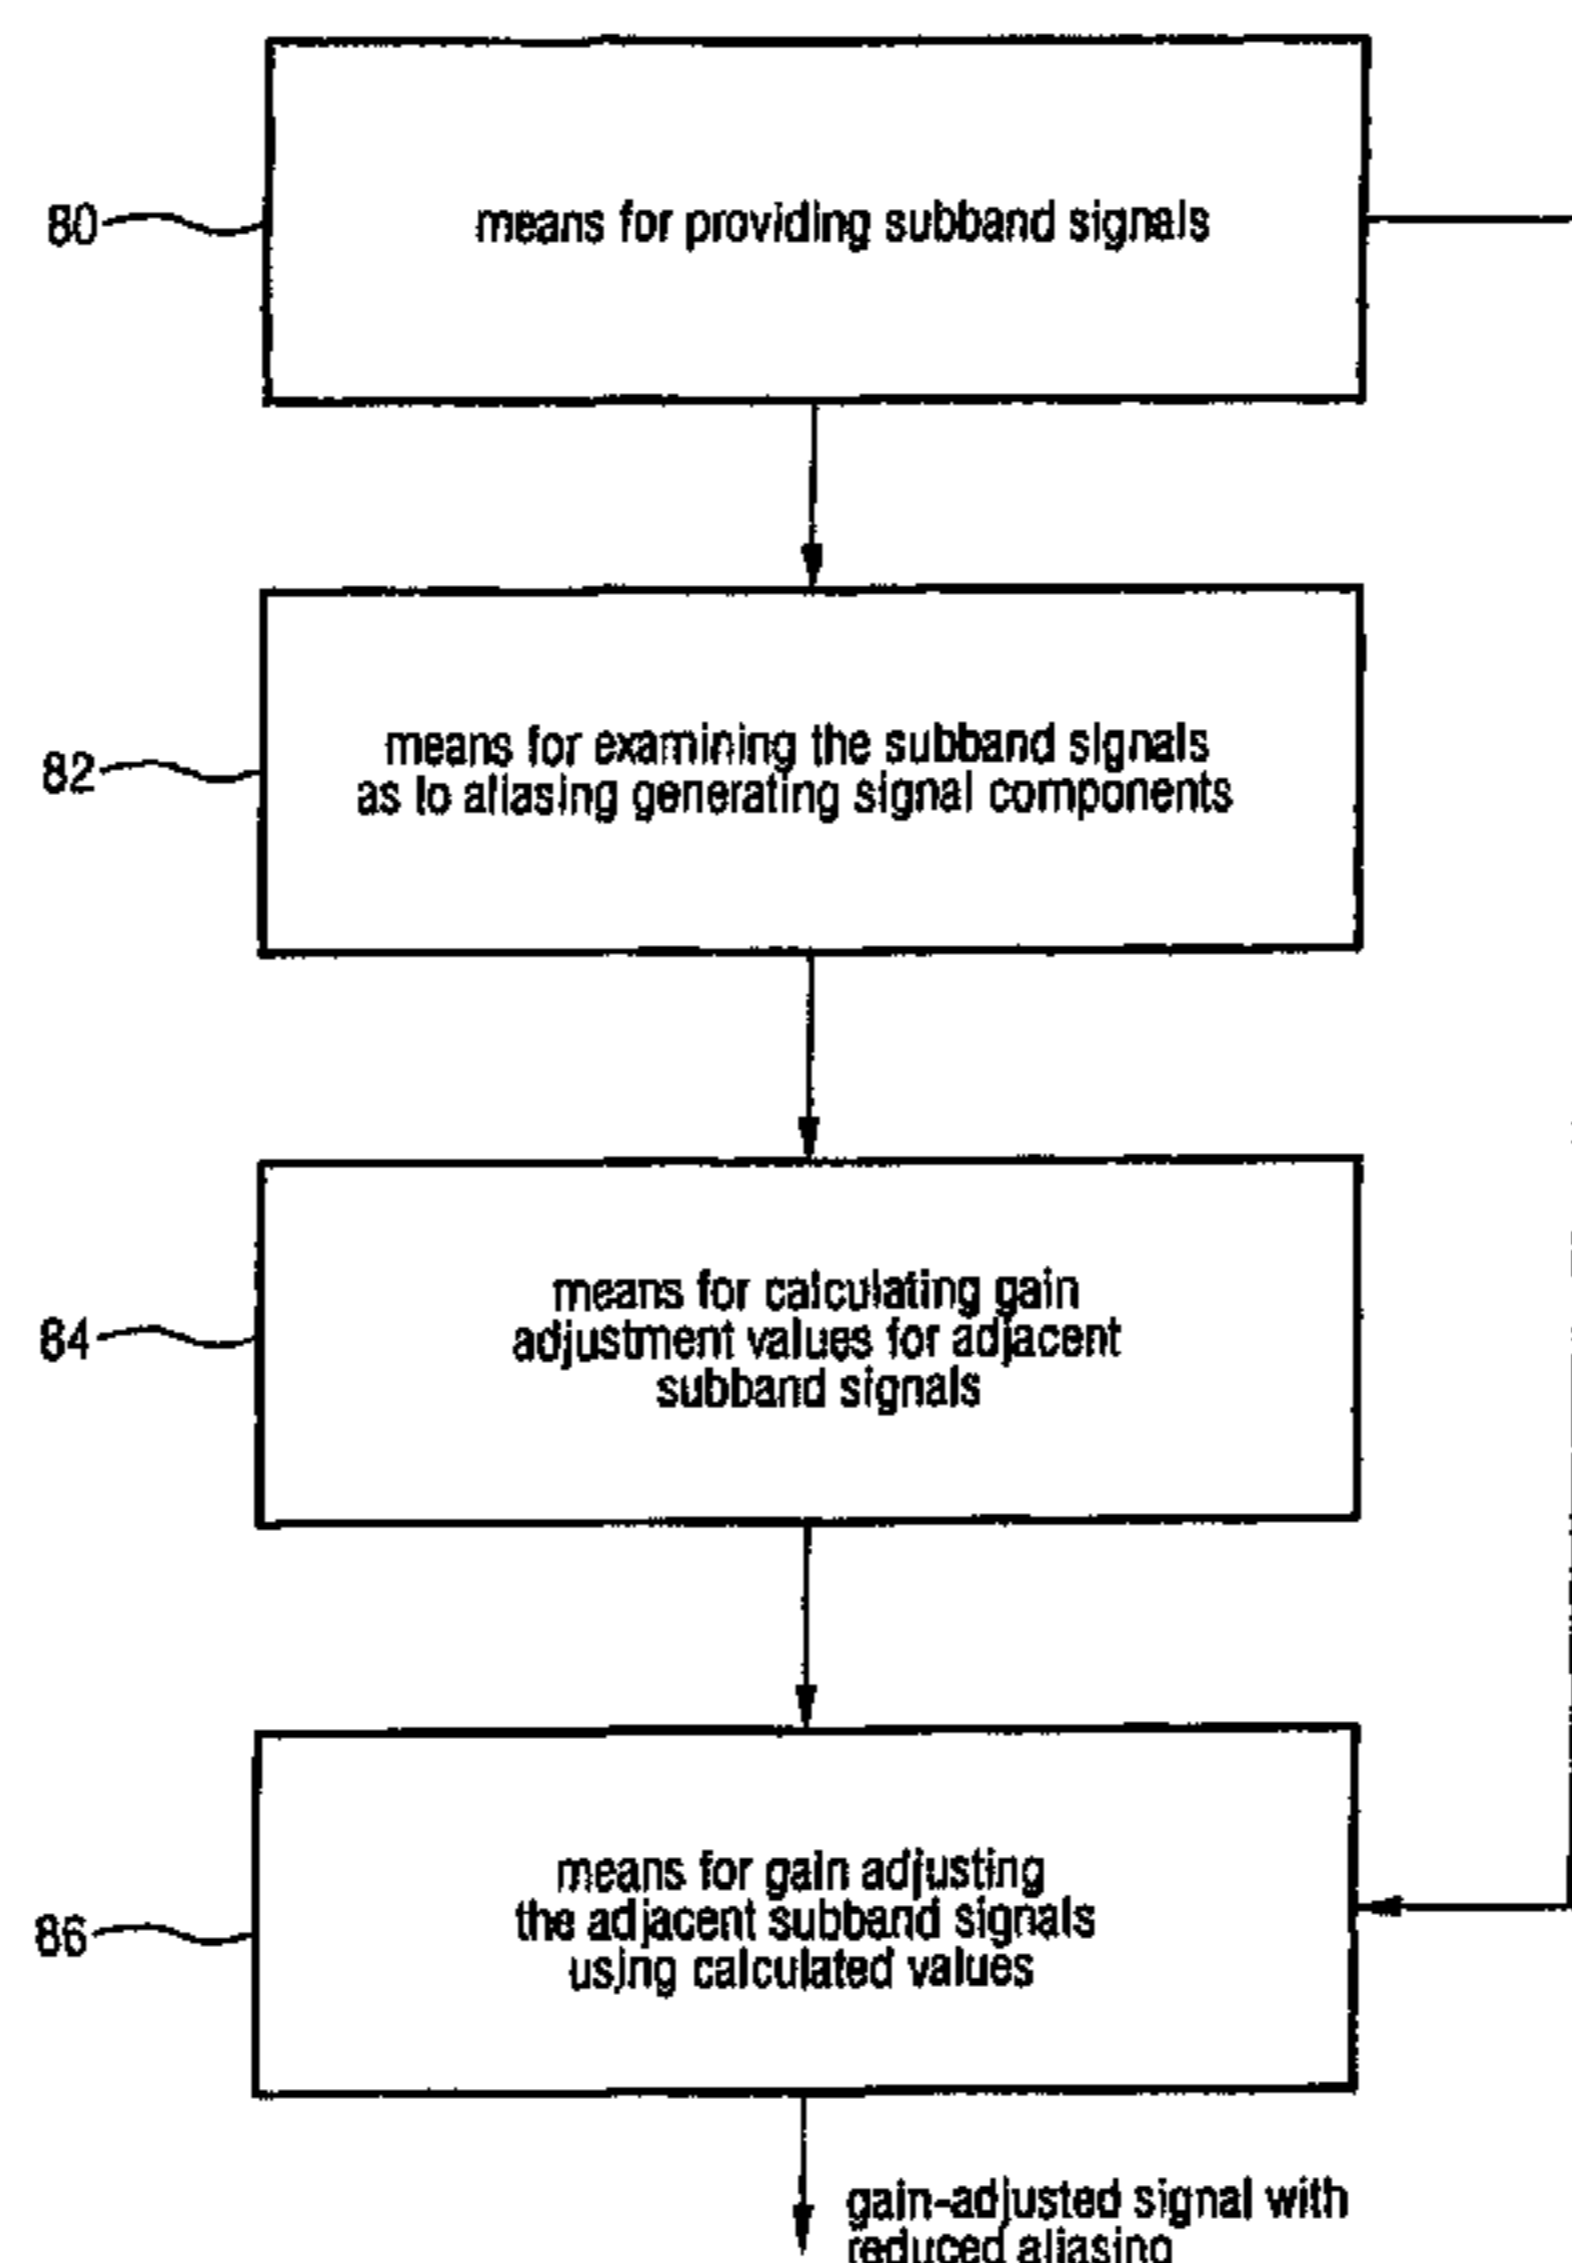 80
means for providing subband signals
82
means for examining the subband signals
as to aliasing generating signal components
84
means for calculating gain
adjustment values for adjacent
subband signals
86
means for gain adjusting
the adjacent subband signals
using calculated values
gain-adjusted signal with
reduced aliasing